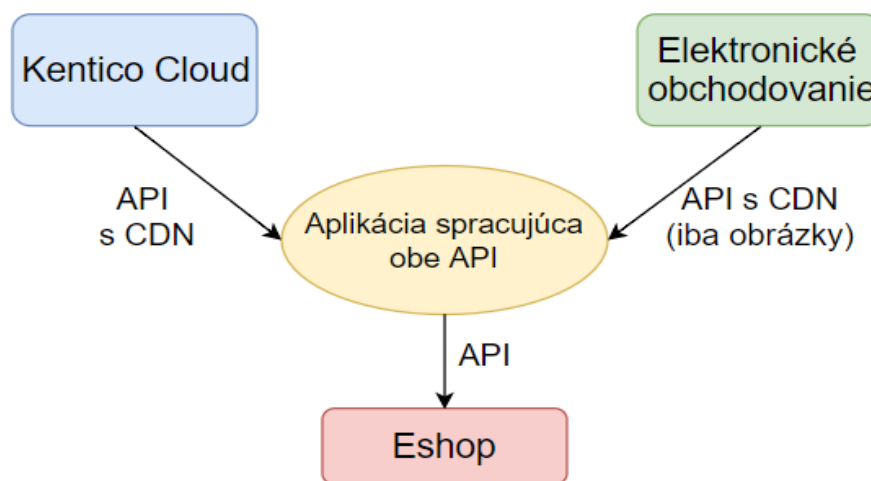 Kentico Cloud
Elektronické
obchodovanie
API
s CDN
Aplikácia spracujúca
obe API
API s CDN
(iba obrázky)
API
Eshop